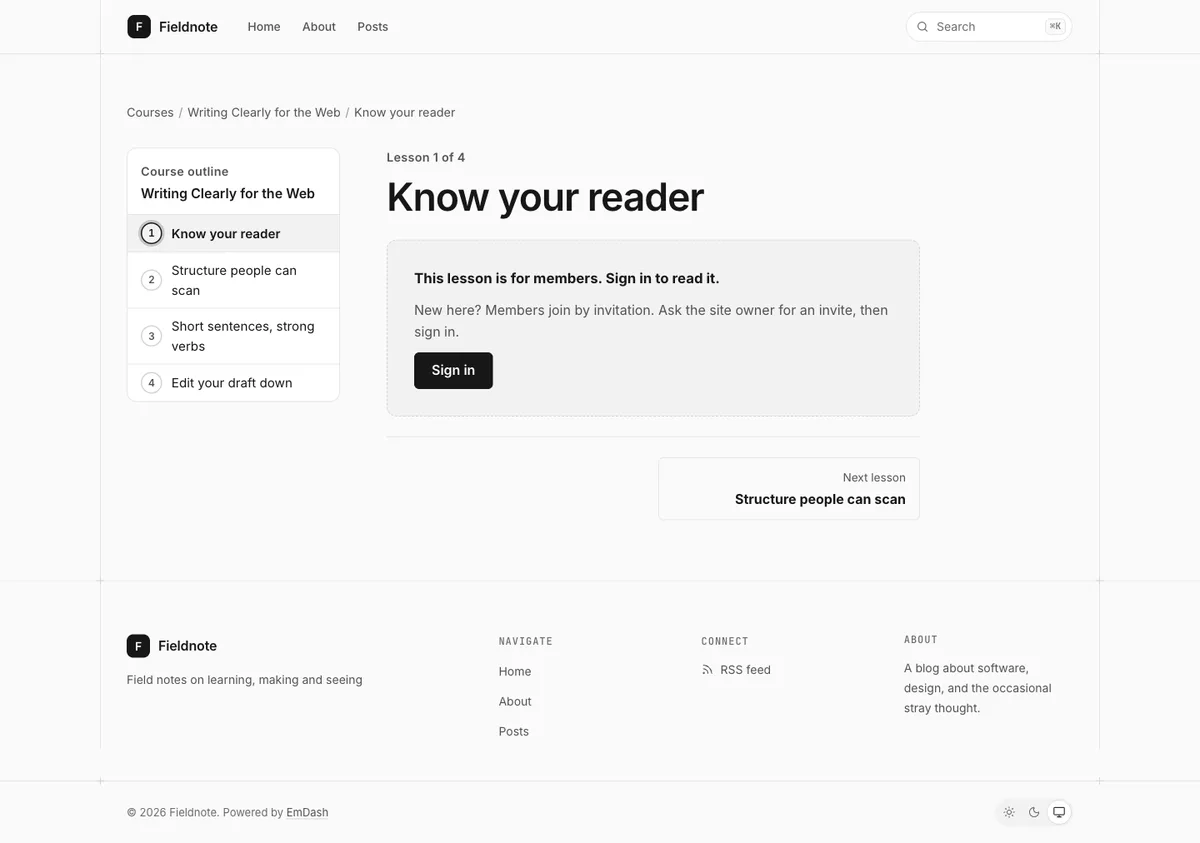 F Fieldnote Home About Posts Search ⌘K
Courses / Writing Clearly for the Web / Know your reader
Course outline
Writing Clearly for the Web
1 Know your reader
2 Structure people can
scan
3 Short sentences, strong
verbs
4 Edit your draft down
Lesson 1 of 4
Know your reader
This lesson is for members. Sign in to read it.
New here? Members join by invitation. Ask the site owner for an invite, then
sign in.
Sign in
Next lesson
Structure people can scan
F Fieldnote
Field notes on learning, making and seeing
NAVIGATE
Home
About
Posts
CONNECT
RSS feed
ABOUT
A blog about software,
design, and the occasional
stray thought.
© 2026 Fieldnote. Powered by EmDash